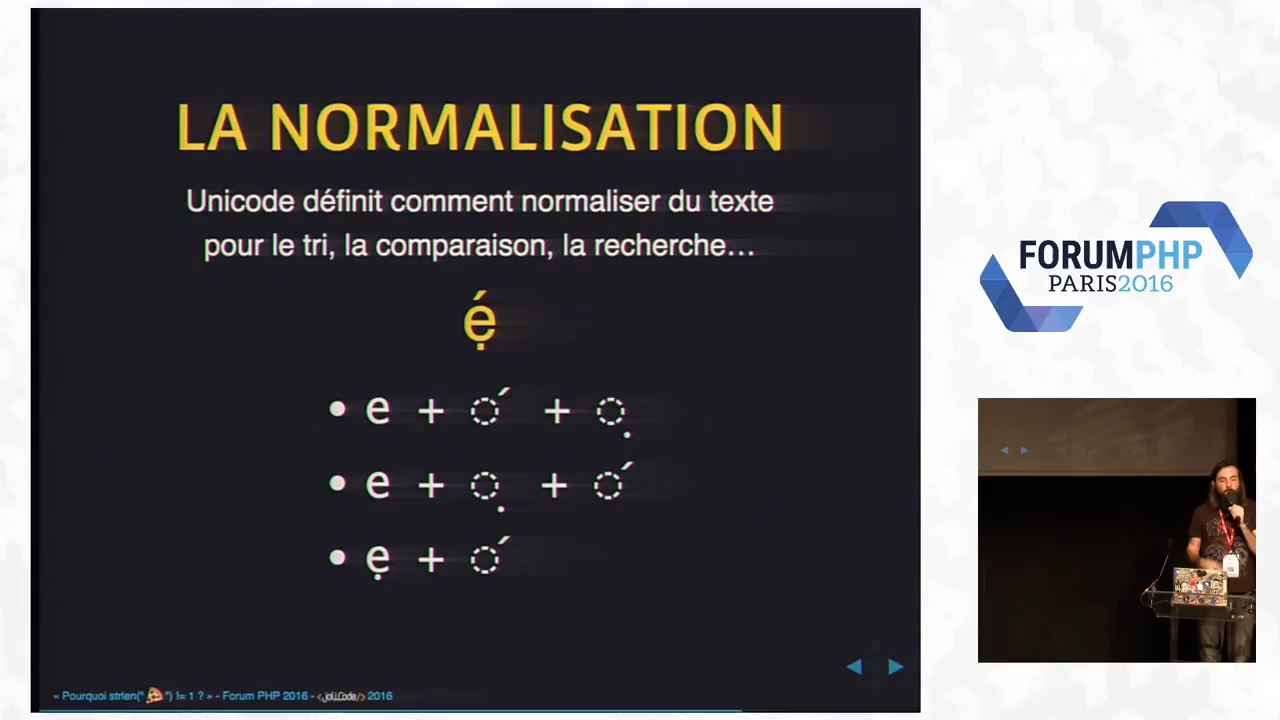 LA NORMALISATION
Unicode définit comment normaliser du texte
pour le tri, la comparaison, la recherche…
ẹ́
• e + ◌́ + ◌̣
• e + ◌̣ + ◌́
• ẹ + ◌́
« Pourquoi strlen("🍕") != 1 ? » - Forum PHP 2016 - <JoliCode/> 2016
FORUMPHP
PARIS2016